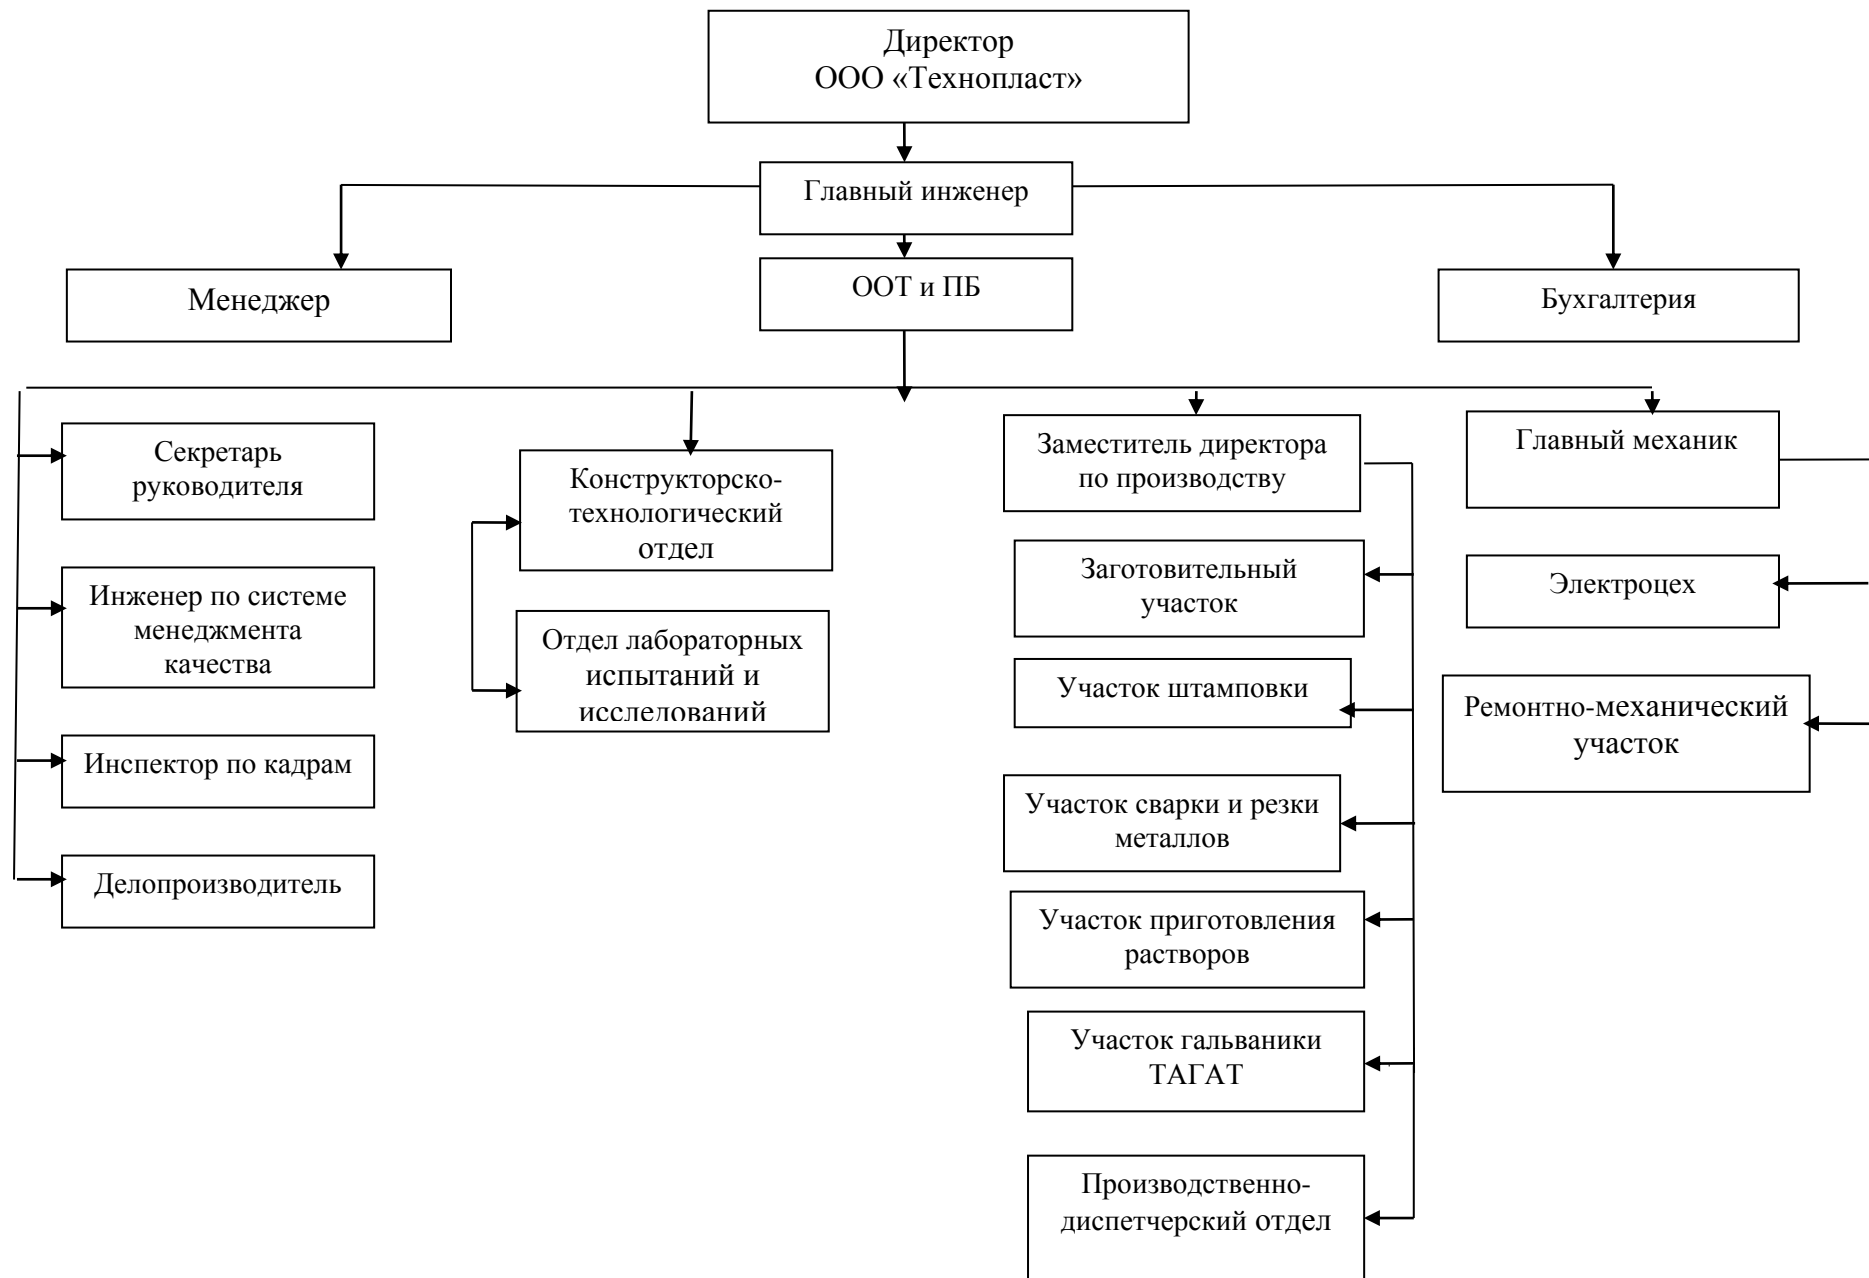 Директор
ООО «Технопласт»
Главный инженер
Менеджер
ООТ и ПБ
Бухгалтерия
Секретарь
руководителя
Инженер по системе
менеджмента
качества
Инспектор по кадрам
Делопроизводитель
Конструкторско-
технологический
отдел
Отдел лабораторных
испытаний и
исследований
Заместитель директора
по производству
Заготовительный
участок
Участок штамповки
Участок сварки и резки
металлов
Участок приготовления
растворов
Участок гальваники
ТАГАТ
Производственно-
диспетчерский отдел
Главный механик
Электроцех
Ремонтно-механический
участок